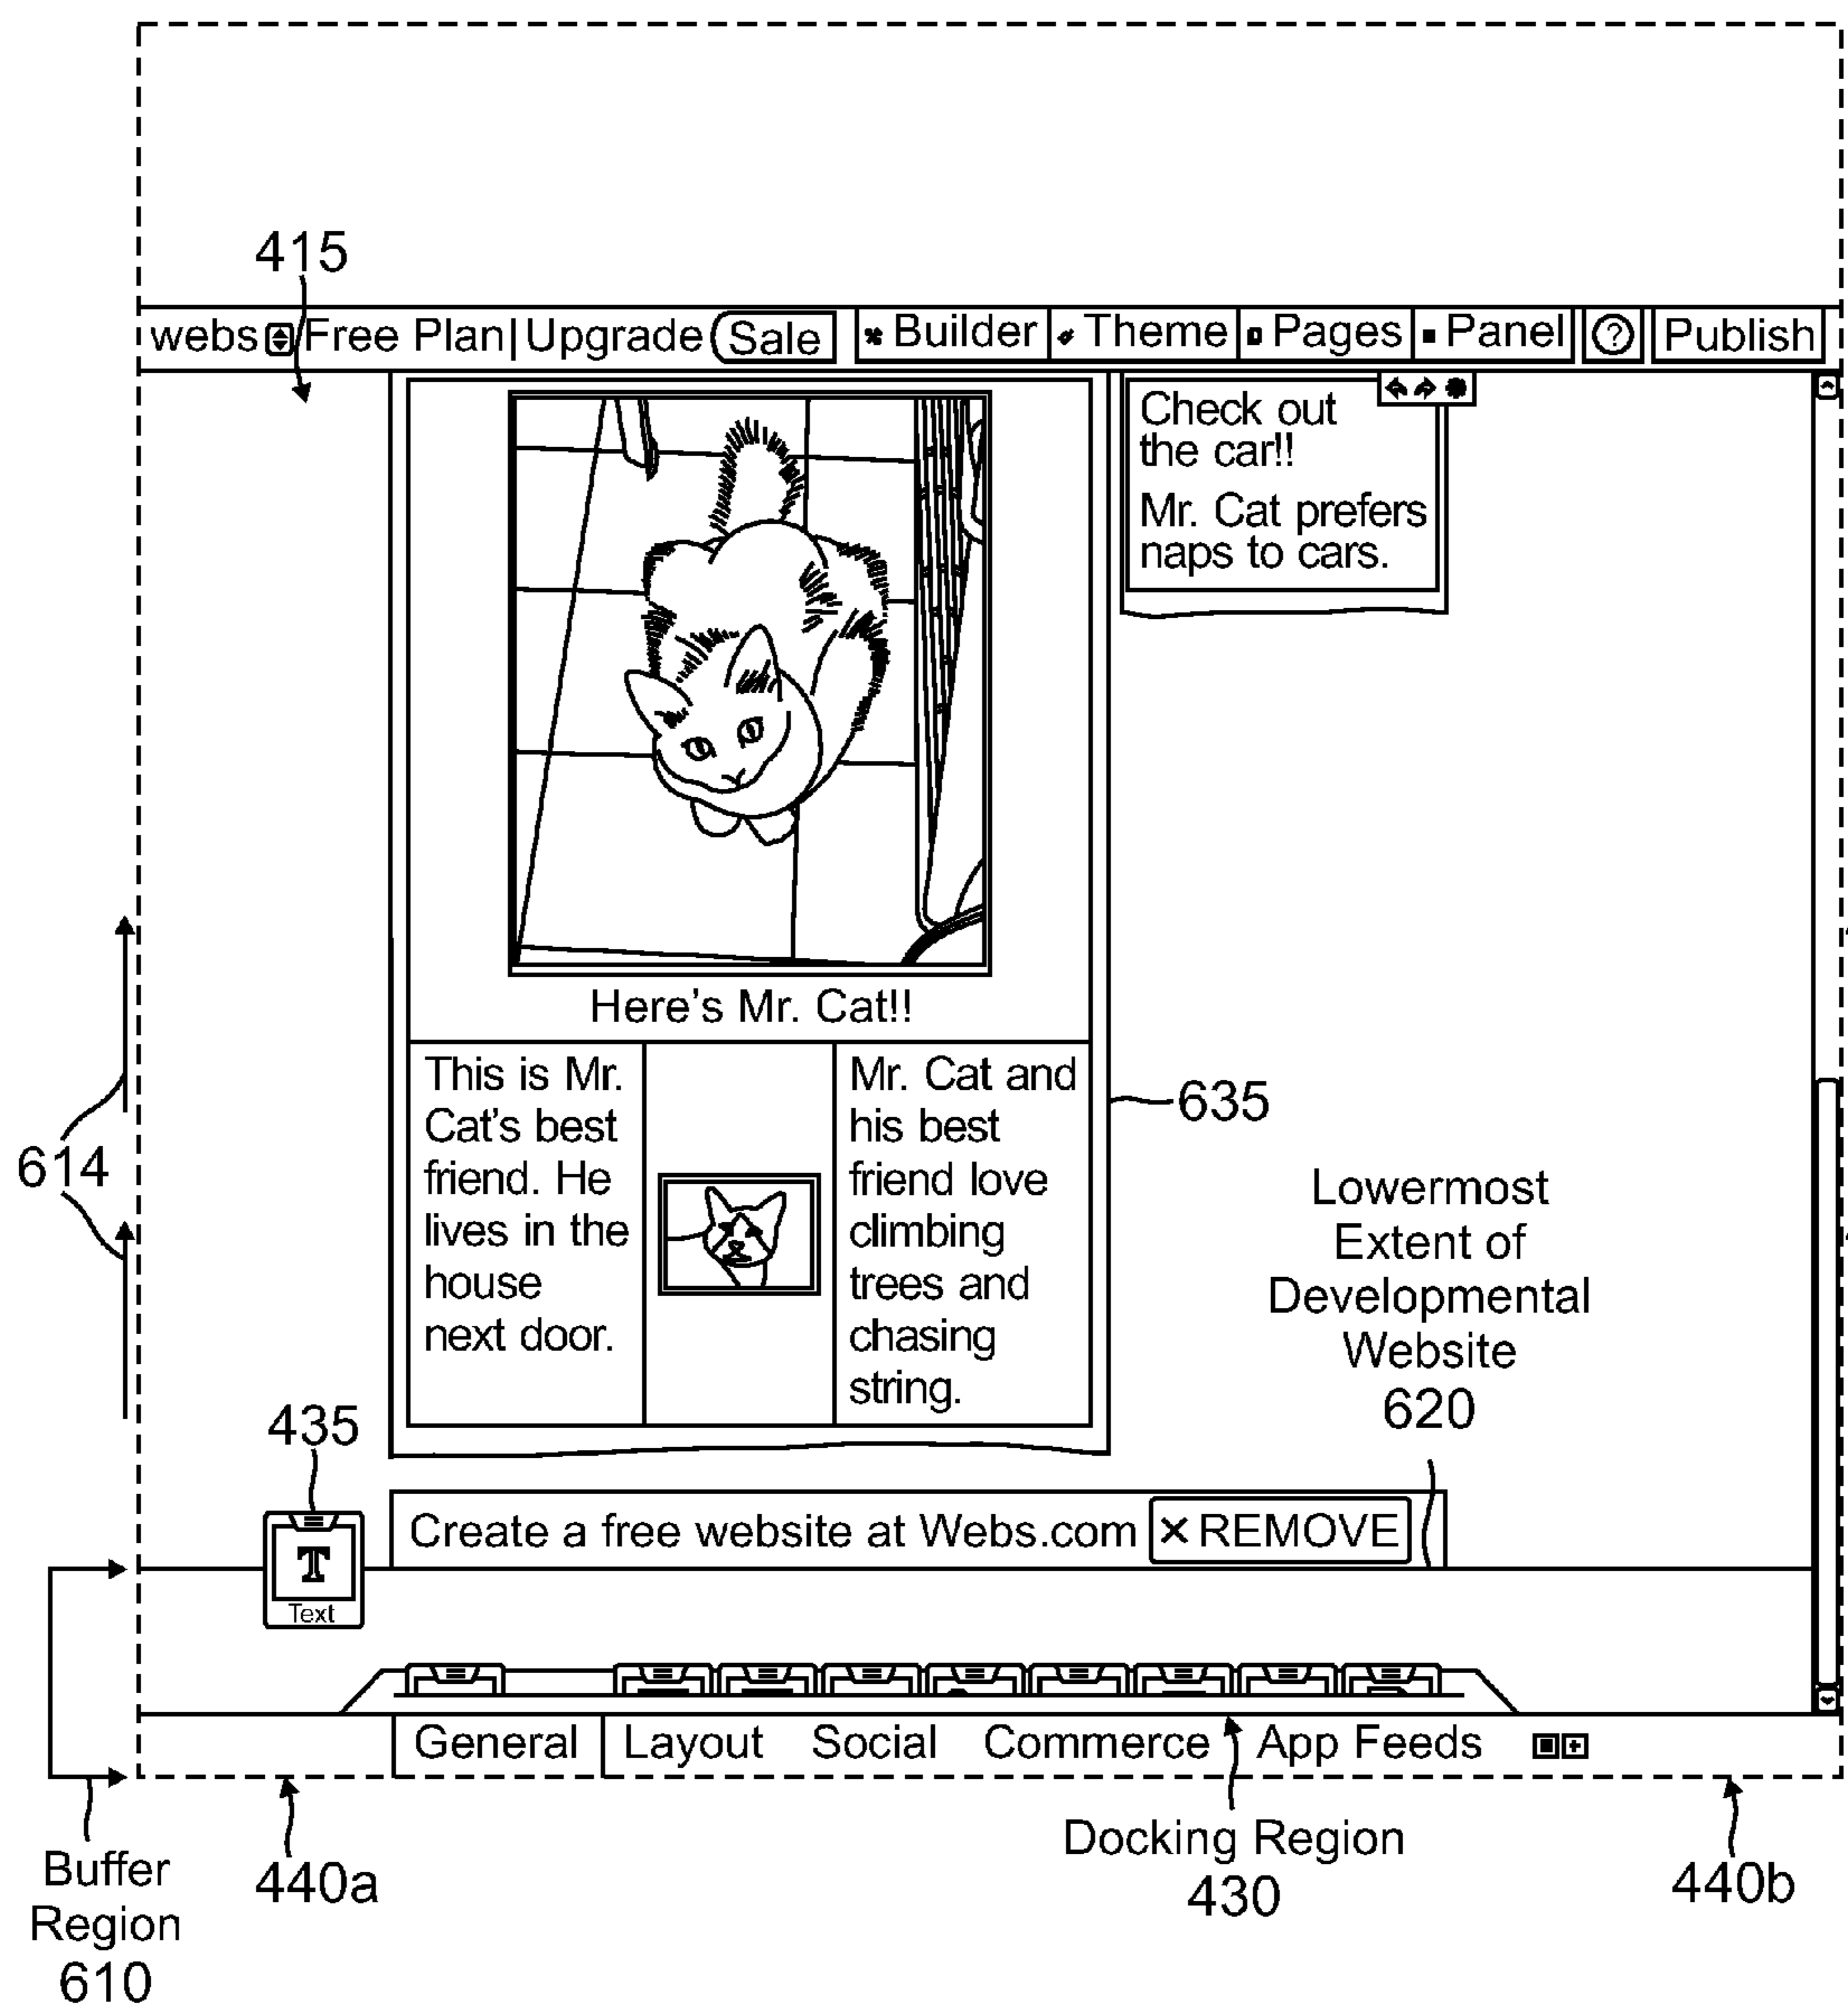 415
webs Free Plan|Upgrade Sale Builder Theme Pages Panel ? Publish
Check out
the car!!
Mr. Cat prefers
naps to cars.
Here's Mr. Cat!!
This is Mr.
Cat's best
friend. He
lives in the
house
next door.
Mr. Cat and
his best
friend love
climbing
trees and
chasing
string.
635
614
Lowermost
Extent of
Developmental
Website
620
435
T
Text
Create a free website at Webs.com × REMOVE
General Layout Social Commerce App Feeds
Buffer
Region
610
440a
Docking Region
430
440b